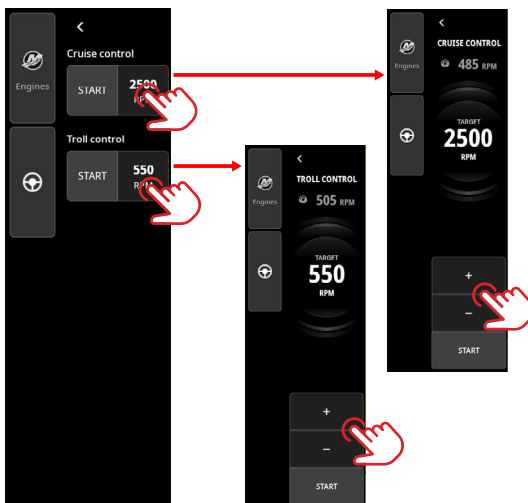 Engines
Cruise control
START
2500
RPM
Troll control
START
550
RPM
Engines
TROLL CONTROL
505 RPM
TARGET
550
RPM
+
−
START
Engines
CRUISE CONTROL
485 RPM
TARGET
2500
RPM
+
−
START